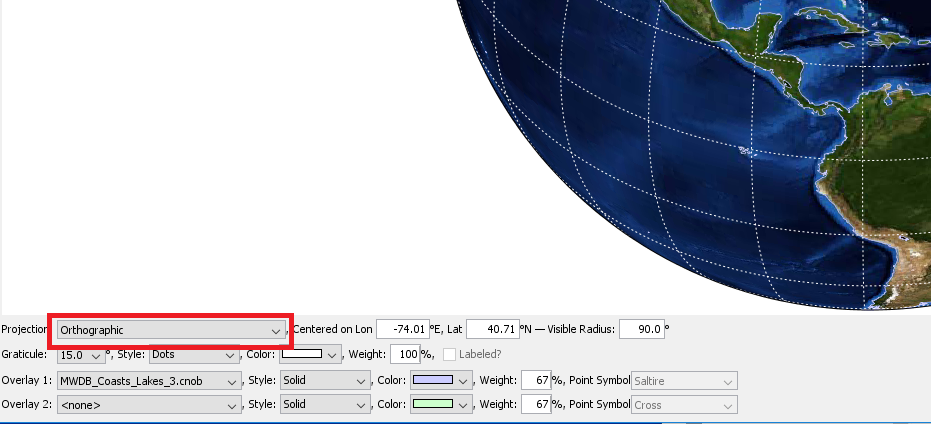 Projection Orthographic , Centered on Lon -74.01 °E, Lat 40.71 °N — Visible Radius: 90.0 °
Graticule: 15.0 °, Style: Dots , Color: , Weight: 100 %, Labeled?
Overlay 1: MWDB_Coasts_Lakes_3.cnob , Style: Solid , Color: , Weight: 67 %, Point Symbol Saltire
Overlay 2: <none> , Style: Solid , Color: , Weight: 67 %, Point Symbol Cross